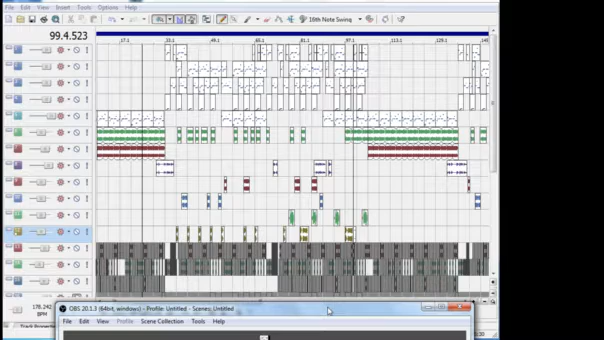 File Edit View Insert Tools Options Help
16th Note Swing
99.4.523
17.1 33.1 49.1 65.1 81.1 97.1 113.1 129.1
178.242
BPM
OBS 20.1.3 (64bit, windows) - Profile: Untitled - Scenes: Untitled
File Edit View Profile Scene Collection Tools Help